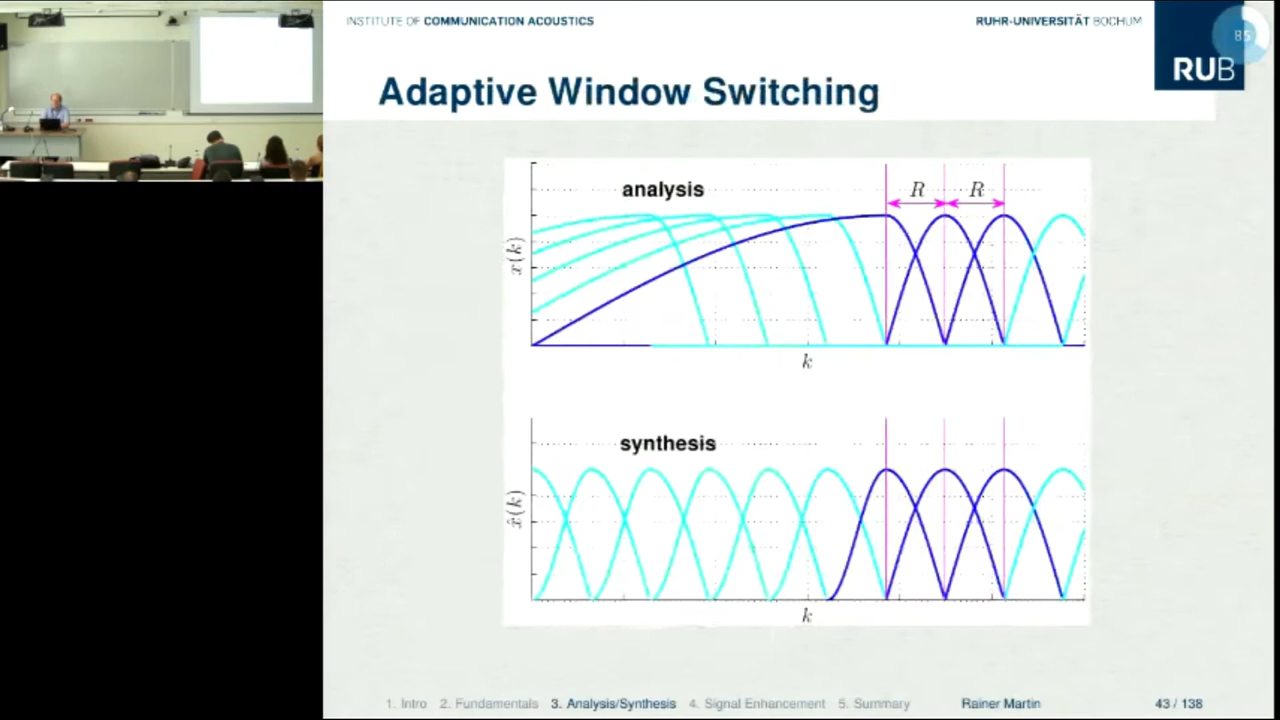 INSTITUTE OF COMMUNICATION ACOUSTICS
RUHR-UNIVERSITÄT BOCHUM
85
RUB
Adaptive Window Switching
analysis
R R
x(k)
k
synthesis
x̂(k)
k
1. Intro 2. Fundamentals 3. Analysis/Synthesis 4. Signal Enhancement 5. Summary Rainer Martin 43 / 138